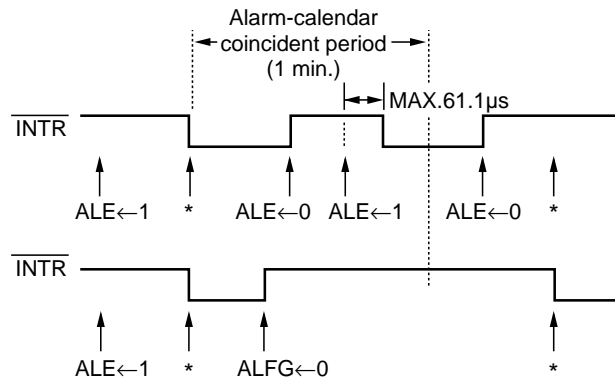 Alarm-calendar
coincident period
(1 min.)
MAX.61.1µs
INTR
ALE←1 * ALE←0 ALE←1 ALE←0 *
INTR
ALE←1 * ALFG←0 *